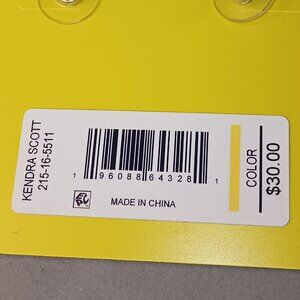 KENDRA SCOTT
215-16-5511
1 96088 64328 1
MADE IN CHINA
COLOR
$30.00